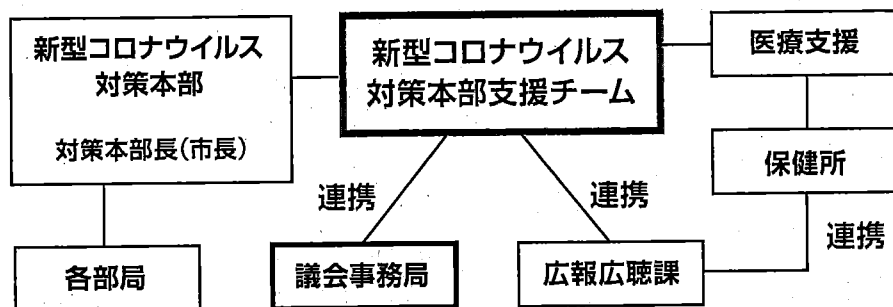 新型コロナウイルス
対策本部
対策本部長(市長)
新型コロナウイルス
対策本部支援チーム
医療支援
保健所
連携
連携
連携
各部局
議会事務局
広報広聴課